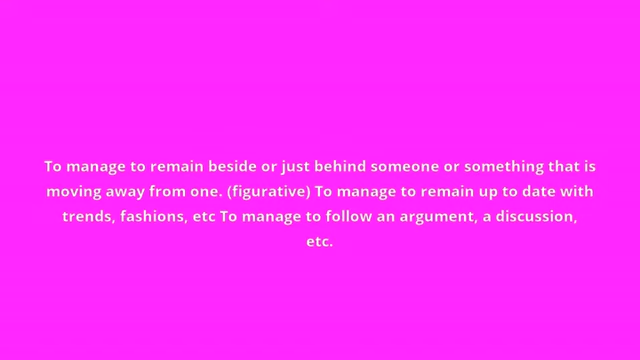 To manage to remain beside or just behind someone or something that is
moving away from one. (figurative) To manage to remain up to date with
trends, fashions, etc To manage to follow an argument, a discussion,
etc.